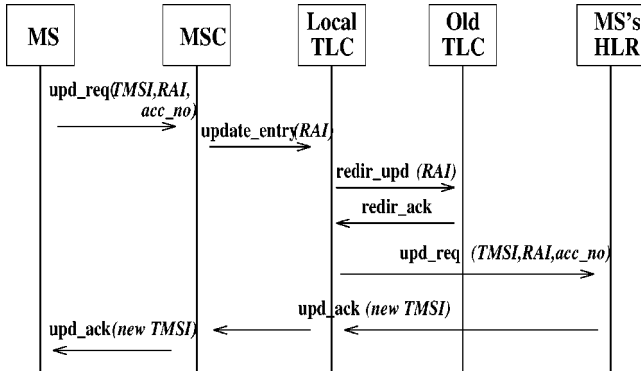 MS
MSC
Local
TLC
Old
TLC
MS's
HLR
upd_req(TMSI,RAI,
acc_no)
update_entry(RAI)
redir_upd (RAI)
redir_ack
upd_req (TMSI,RAI,acc_no)
upd_ack (new TMSI)
upd_ack(new TMSI)